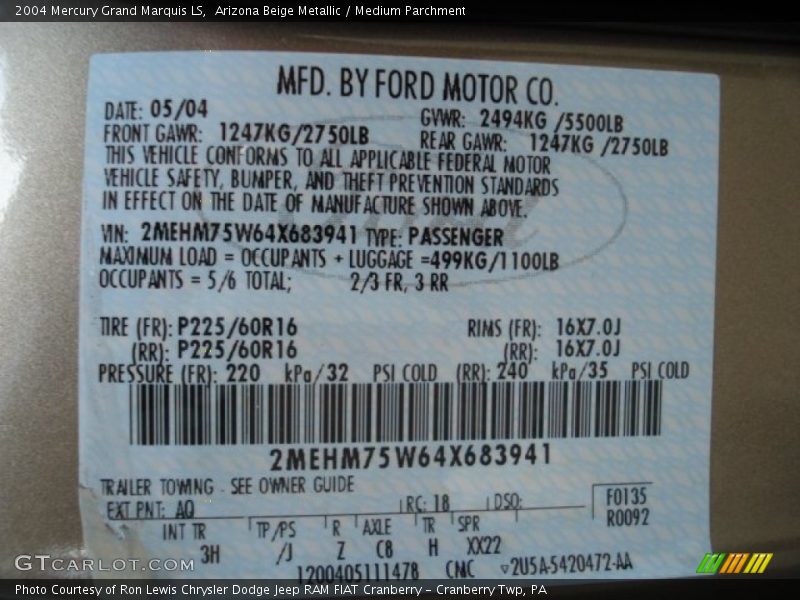 2004 Mercury Grand Marquis LS,  Arizona Beige Metallic / Medium Parchment
MFD. BY FORD MOTOR CO.
DATE: 05/04 GVWR: 2494KG /5500LB
FRONT GAWR: 1247KG/2750LB REAR GAWR: 1247KG /2750LB
THIS VEHICLE CONFORMS TO ALL APPLICABLE FEDERAL MOTOR
VEHICLE SAFETY, BUMPER, AND THEFT PREVENTION STANDARDS
IN EFFECT ON THE DATE OF MANUFACTURE SHOWN ABOVE.
VIN: 2MEHM75W64X683941 TYPE: PASSENGER
MAXIMUM LOAD = OCCUPANTS + LUGGAGE =499KG/1100LB
OCCUPANTS = 5/6 TOTAL; 2/3 FR, 3 RR
TIRE (FR): P225/60R16 RIMS (FR): 16X7.0J
(RR): P225/60R16 (RR): 16X7.0J
PRESSURE (FR): 220 kPa/32 PSI COLD (RR): 240 kPa/35 PSI COLD
2MEHM75W64X683941
TRAILER TOWING - SEE OWNER GUIDE
EXT PNT: AQ RC: 18 DSO: F0135
R0092
INT TR TP/PS R AXLE TR SPR
3H /J Z C8 H XX22
1200405111478 CMC ▽2U5A-5420472-AA
GTCarLot.com
Photo Courtesy of Ron Lewis Chrysler Dodge Jeep RAM FIAT Cranberry - Cranberry Twp, PA